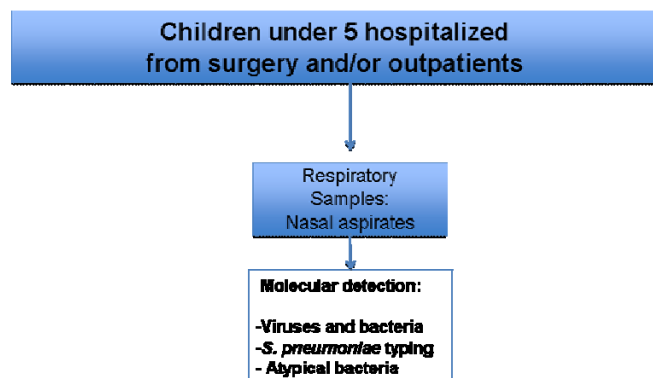 Children under 5 hospitalized
from surgery and/or outpatients
Respiratory
Samples:
Nasal aspirates
Molecular detection:
-Viruses and bacteria
-S. pneumoniae typing
- Atypical bacteria